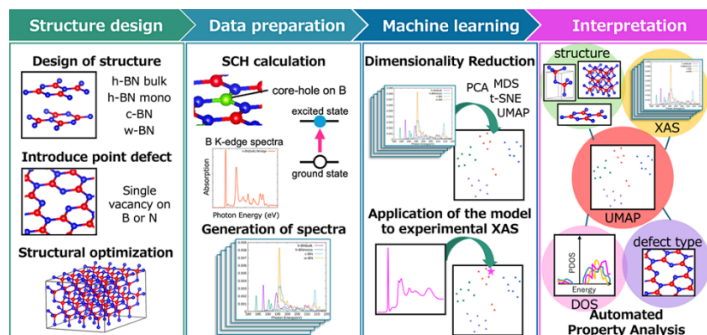 Structure design
Data preparation
Machine learning
Interpretation
Design of structure
h-BN bulk
h-BN mono
c-BN
w-BN
Introduce point defect
Single
vacancy on
B or N
Structural optimization
SCH calculation
core-hole on B
excited state
B K-edge spectra
ground state
Absorption
Photon Energy (eV)
Generation of spectra
Dimensionality Reduction
PCA
MDS
t-SNE
UMAP
Application of the model
to experimental XAS
structure
XAS
UMAP
PDOS
Energy
DOS
defect type
Automated
Property Analysis